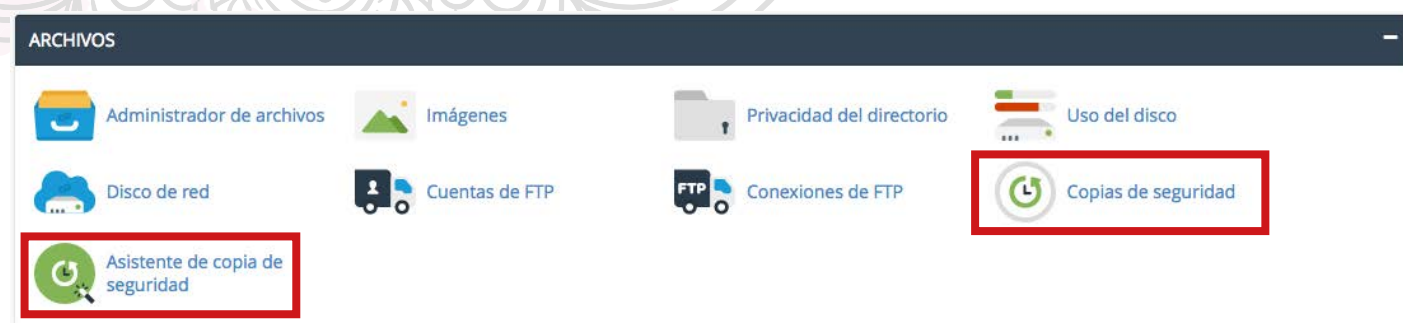 ARCHIVOS
Administrador de archivos
Imágenes
Privacidad del directorio
Uso del disco
Disco de red
Cuentas de FTP
FTP
Conexiones de FTP
Copias de seguridad
Asistente de copia de
seguridad